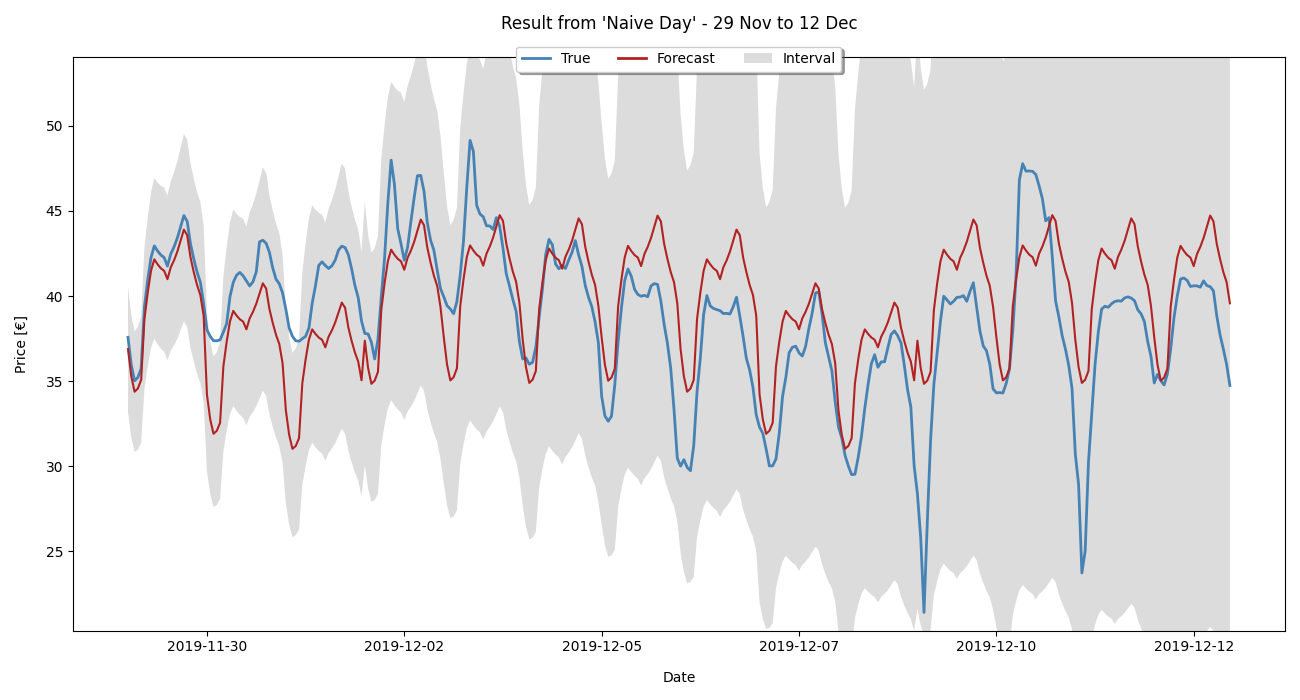 Result from 'Naive Day' - 29 Nov to 12 Dec
True Forecast Interval
Price [€]
50
45
40
35
30
25
2019-11-30 2019-12-02 2019-12-05 2019-12-07 2019-12-10 2019-12-12
Date